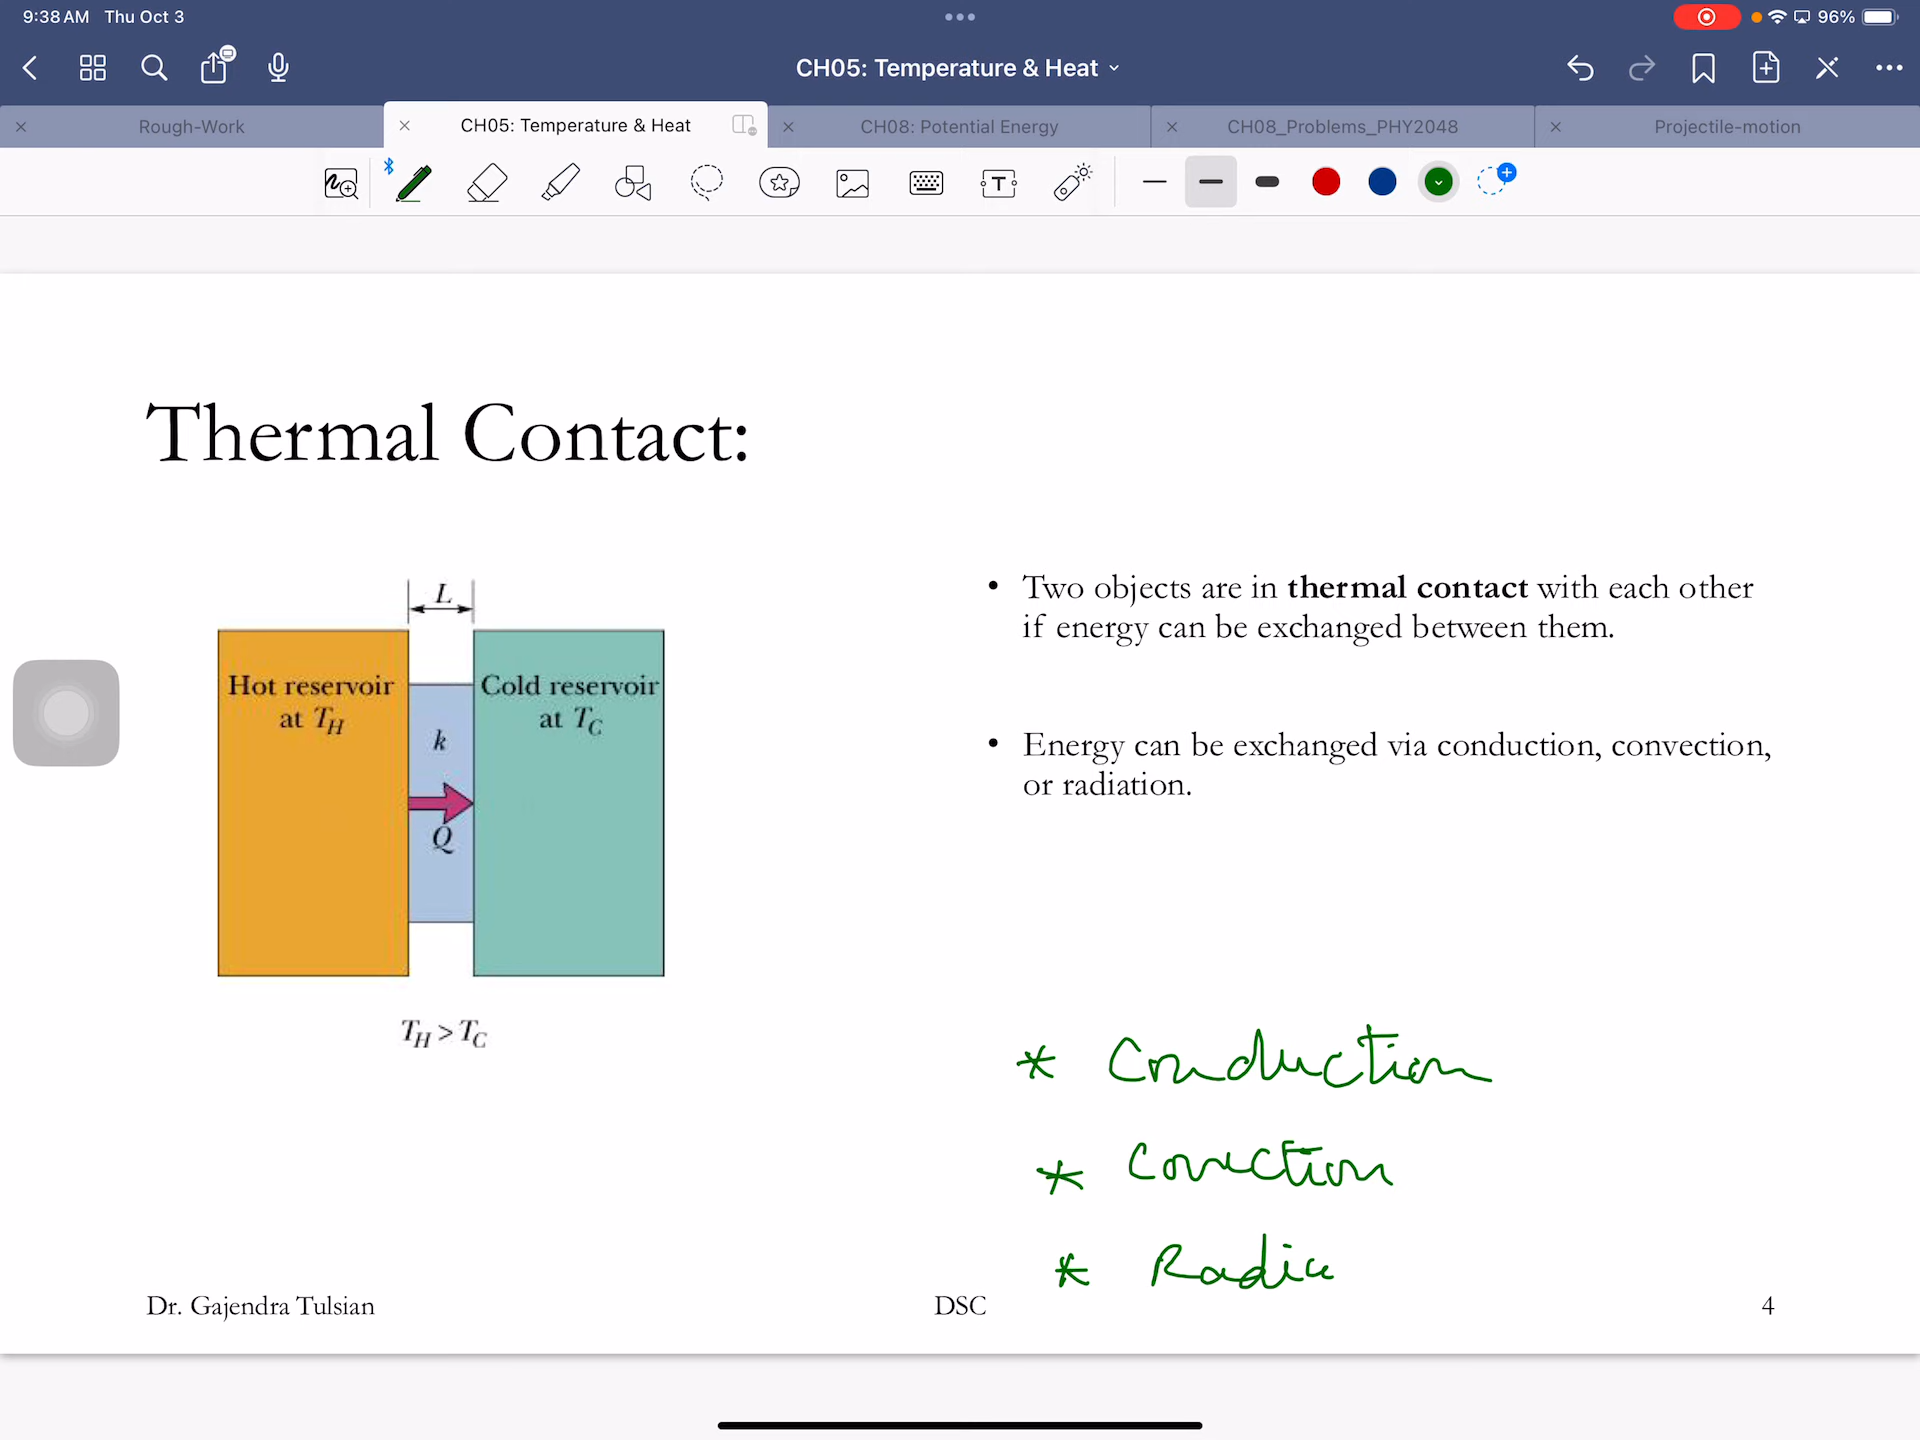 9:38 AM Thu Oct 3
96%
CH05: Temperature & Heat
Rough-Work
CH05: Temperature & Heat
CH08: Potential Energy
CH08_Problems_PHY2048
Projectile-motion
T
Thermal Contact:
L
Hot reservoir
at T_H
k
Q
Cold reservoir
at T_C
T_H > T_C
• Two objects are in thermal contact with each other
if energy can be exchanged between them.
• Energy can be exchanged via conduction, convection,
or radiation.
* Conduction
* Convction
* Radia
Dr. Gajendra Tulsian
DSC
4